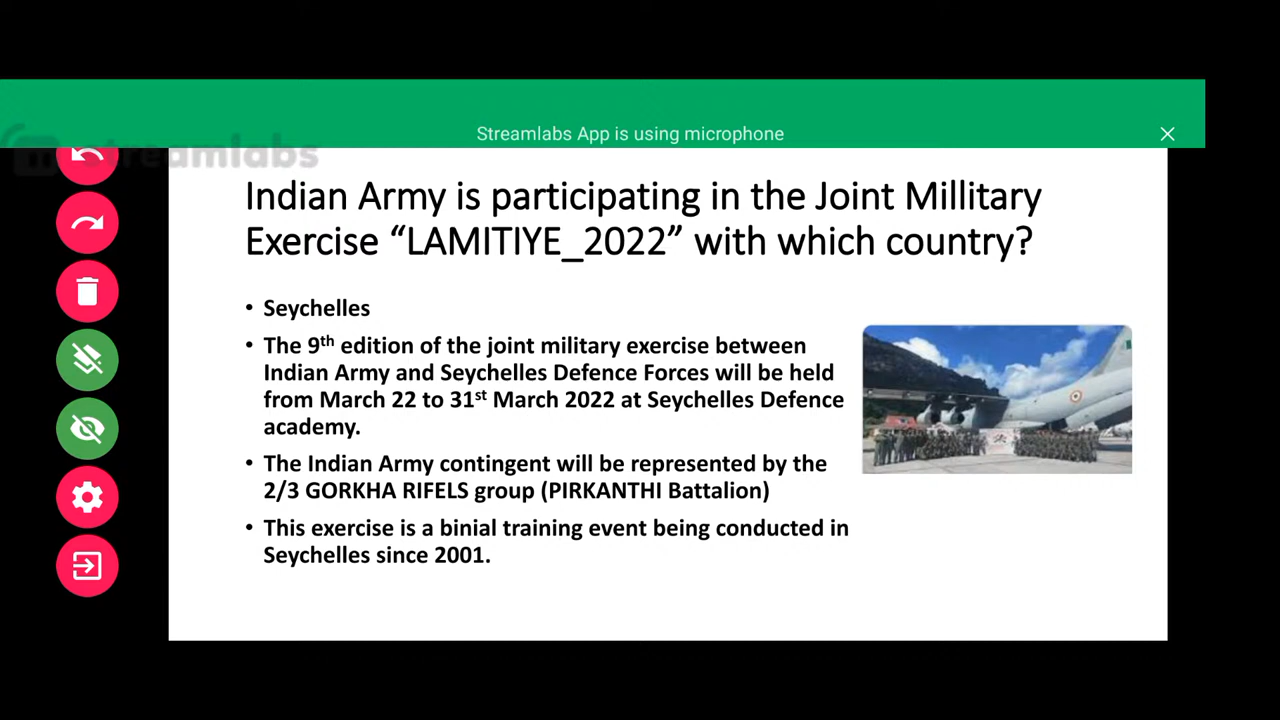 Streamlabs App is using microphone
streamlabs
Indian Army is participating in the Joint Millitary
Exercise “LAMITIYE_2022” with which country?
• Seychelles
• The 9th edition of the joint military exercise between
Indian Army and Seychelles Defence Forces will be held
from March 22 to 31st March 2022 at Seychelles Defence
academy.
• The Indian Army contingent will be represented by the
2/3 GORKHA RIFELS group (PIRKANTHI Battalion)
• This exercise is a binial training event being conducted in
Seychelles since 2001.